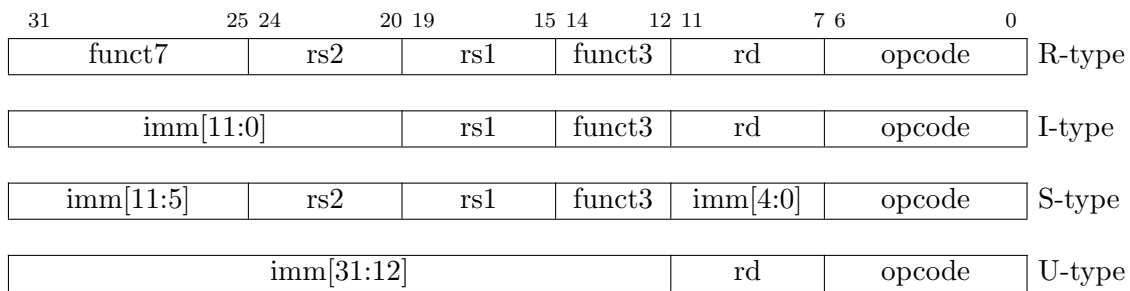 31 25 24 20 19 15 14 12 11 7 6 0
funct7 rs2 rs1 funct3 rd opcode R-type
imm[11:0] rs1 funct3 rd opcode I-type
imm[11:5] rs2 rs1 funct3 imm[4:0] opcode S-type
imm[31:12] rd opcode U-type